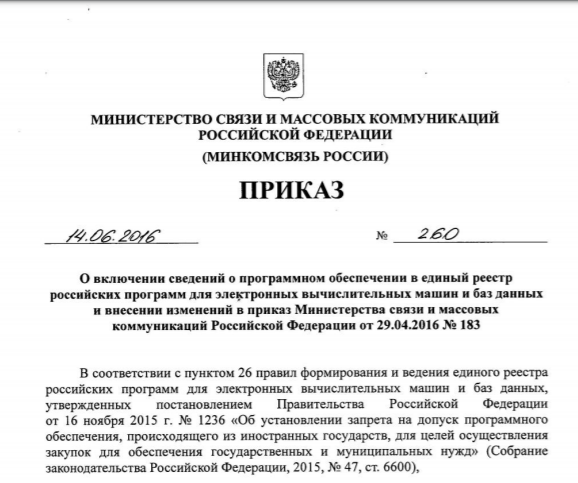 МИНИСТЕРСТВО СВЯЗИ И МАССОВЫХ КОММУНИКАЦИЙ
РОССИЙСКОЙ ФЕДЕРАЦИИ
(МИНКОМСВЯЗЬ РОССИИ)
ПРИКАЗ
14.06.2016 № 260
О включении сведений о программном обеспечении в единый реестр
российских программ для электронных вычислительных машин и баз данных
и внесении изменений в приказ Министерства связи и массовых
коммуникаций Российской Федерации от 29.04.2016 № 183
В соответствии с пунктом 26 правил формирования и ведения единого реестра
российских программ для электронных вычислительных машин и баз данных,
утвержденных постановлением Правительства Российской Федерации
от 16 ноября 2015 г. № 1236 «Об установлении запрета на допуск программного
обеспечения, происходящего из иностранных государств, для целей осуществления
закупок для обеспечения государственных и муниципальных нужд» (Собрание
законодательства Российской Федерации, 2015, № 47, ст. 6600),